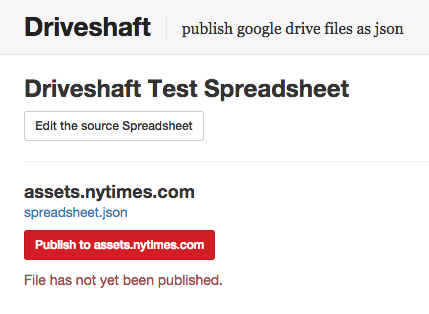 Driveshaft publish google drive files as json
Driveshaft Test Spreadsheet
Edit the source Spreadsheet
assets.nytimes.com
spreadsheet.json
Publish to assets.nytimes.com
File has not yet been published.